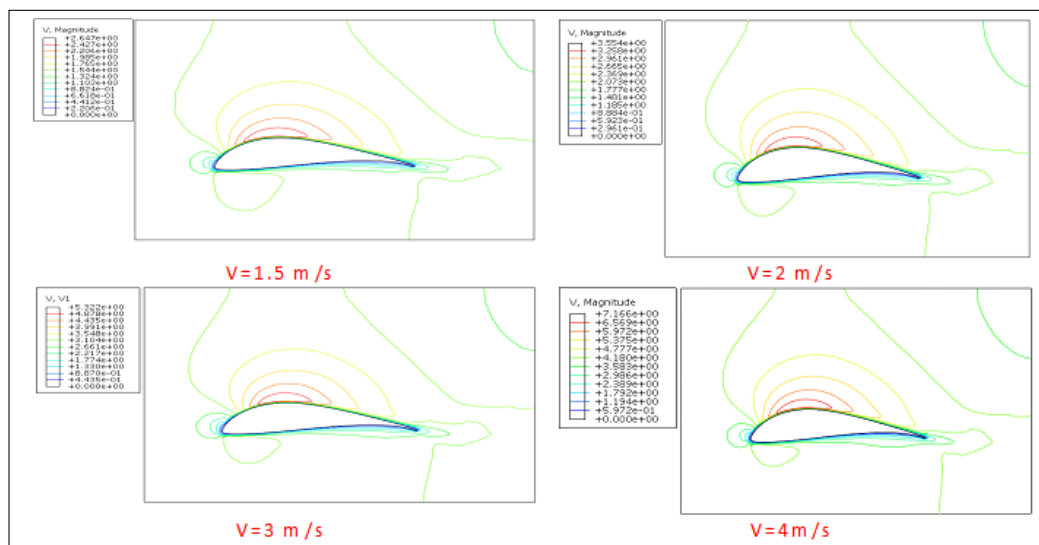 V, Magnitude
+2.647e+00
+2.427e+00
+2.206e+00
+1.985e+00
+1.765e+00
+1.544e+00
+1.324e+00
+1.103e+00
+8.824e-01
+6.618e-01
+4.412e-01
+2.206e-01
+0.000e+00
V=1.5 m/s
V, Magnitude
+3.554e+00
+3.258e+00
+2.961e+00
+2.665e+00
+2.369e+00
+2.073e+00
+1.777e+00
+1.481e+00
+1.185e+00
+8.884e-01
+5.923e-01
+2.961e-01
+0.000e+00
V=2 m/s
V, V1
+5.322e+00
+4.878e+00
+4.435e+00
+3.991e+00
+3.548e+00
+3.104e+00
+2.661e+00
+2.217e+00
+1.774e+00
+1.330e+00
+8.870e-01
+4.435e-01
+0.000e+00
V=3 m/s
V, Magnitude
+7.166e+00
+6.569e+00
+5.972e+00
+5.375e+00
+4.777e+00
+4.180e+00
+3.583e+00
+2.986e+00
+2.389e+00
+1.792e+00
+1.194e+00
+5.972e-01
+0.000e+00
V=4m/s